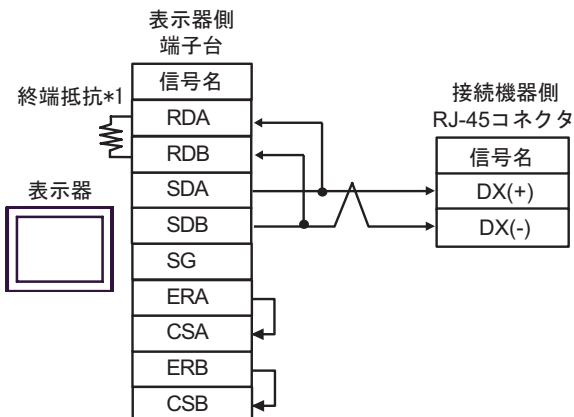 表示器側
端子台
信号名
終端抵抗*1
RDA
RDB
表示器
SDA
SDB
SG
ERA
CSA
ERB
CSB
接続機器側
RJ-45コネクタ
信号名
DX(+)
DX(-)